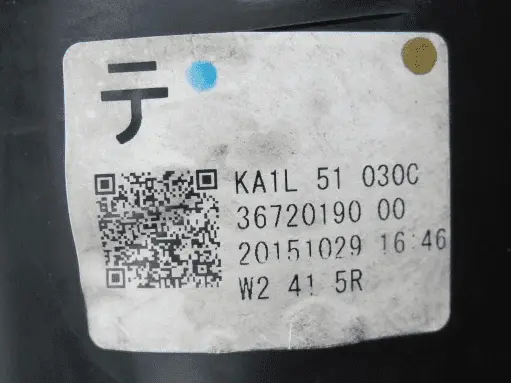 テ
KA1L 51 030C
36720190 00
20151029 16:46
W2 41 5R